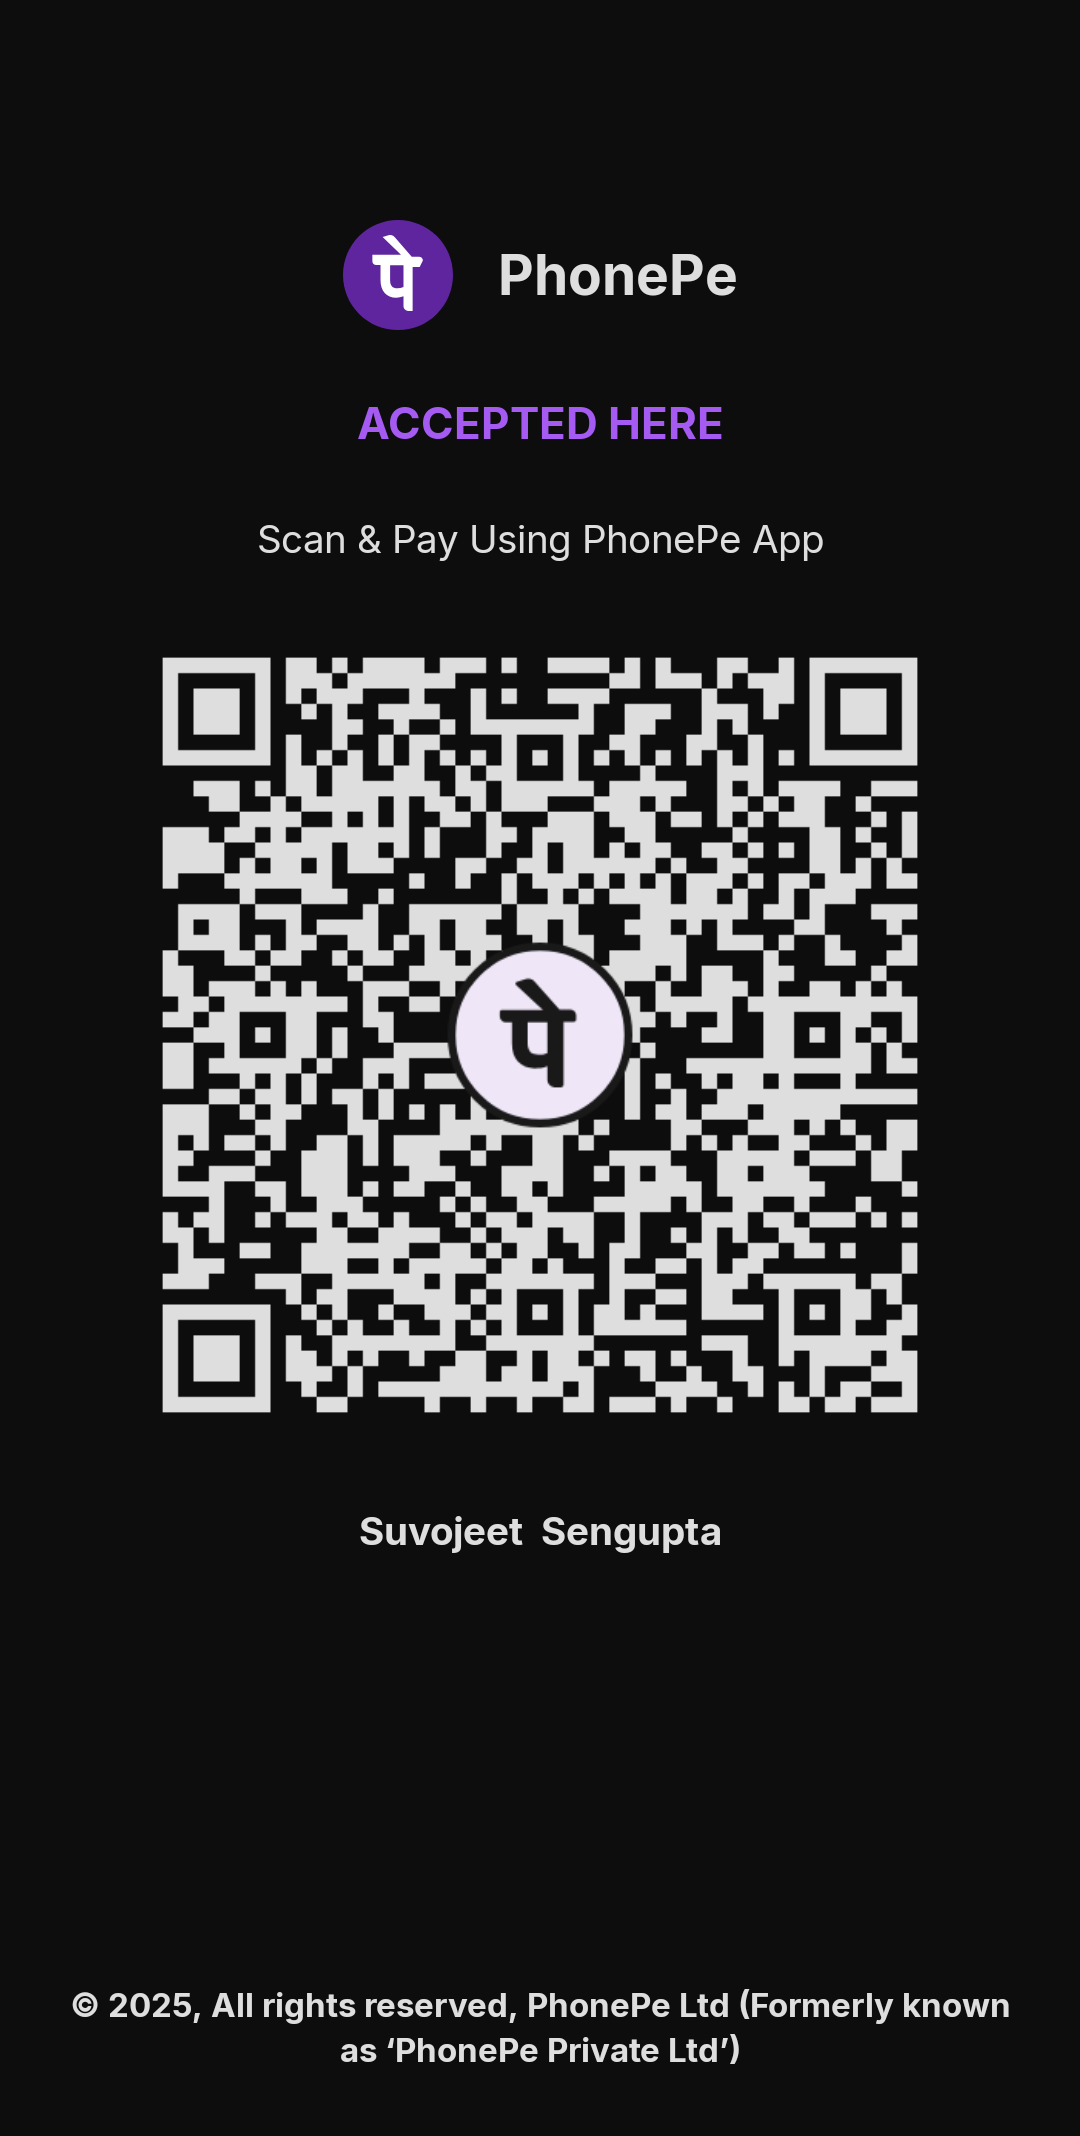 पे PhonePe
ACCEPTED HERE
Scan & Pay Using PhonePe App
पे
Suvojeet  Sengupta
© 2025, All rights reserved, PhonePe Ltd (Formerly known
as ‘PhonePe Private Ltd’)